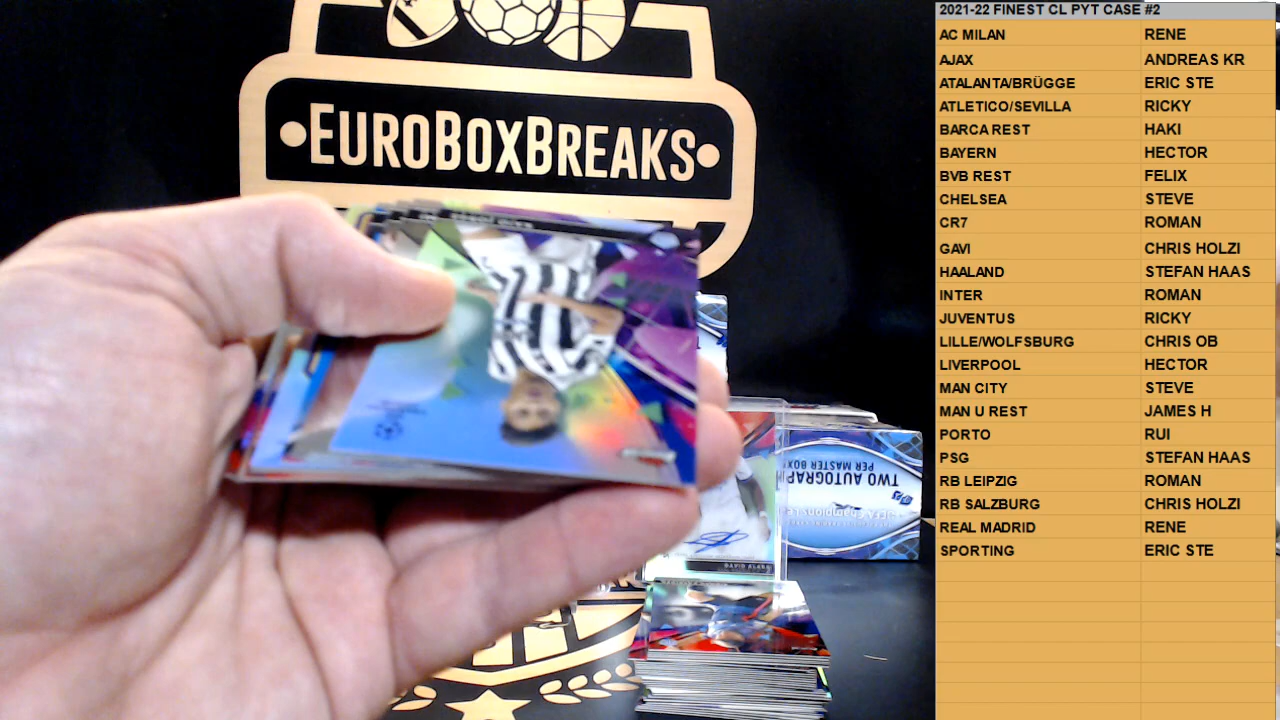 •EUROBOXBREAKS•
TWO AUTOGRAPH
PER MASTER BOX
DAVID ALABA
2021-22 FINEST CL PYT CASE #2
AC MILAN RENE
AJAX ANDREAS KR
ATALANTA/BRÜGGE ERIC STE
ATLETICO/SEVILLA RICKY
BARCA REST HAKI
BAYERN HECTOR
BVB REST FELIX
CHELSEA STEVE
CR7 ROMAN
GAVI CHRIS HOLZI
HAALAND STEFAN HAAS
INTER ROMAN
JUVENTUS RICKY
LILLE/WOLFSBURG CHRIS OB
LIVERPOOL HECTOR
MAN CITY STEVE
MAN U REST JAMES H
PORTO RUI
PSG STEFAN HAAS
RB LEIPZIG ROMAN
RB SALZBURG CHRIS HOLZI
REAL MADRID RENE
SPORTING ERIC STE